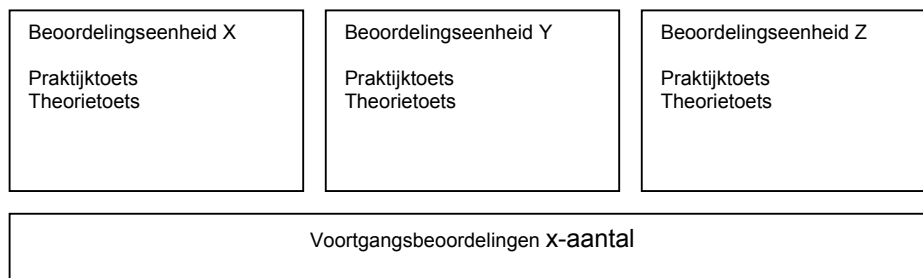 Beoordelingseenheid X
Praktijktoets
Theorietoets
Beoordelingseenheid Y
Praktijktoets
Theorietoets
Beoordelingseenheid Z
Praktijktoets
Theorietoets
Voortgangsbeoordelingen x-aantal